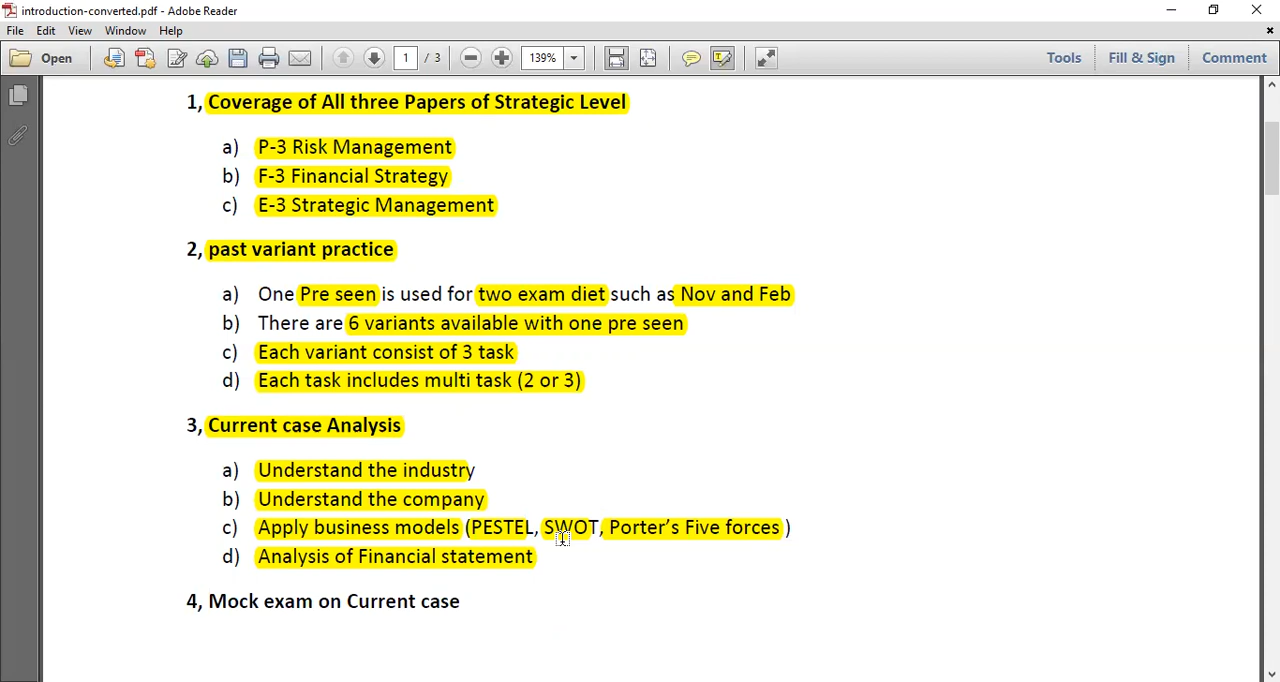 introduction-converted.pdf - Adobe Reader
File Edit View Window Help
Open 1 / 3 139% Tools Fill & Sign Comment
1, Coverage of All three Papers of Strategic Level
a) P-3 Risk Management
b) F-3 Financial Strategy
c) E-3 Strategic Management
2, past variant practice
a) One Pre seen is used for two exam diet such as Nov and Feb
b) There are 6 variants available with one pre seen
c) Each variant consist of 3 task
d) Each task includes multi task (2 or 3)
3, Current case Analysis
a) Understand the industry
b) Understand the company
c) Apply business models (PESTEL, SWOT, Porter’s Five forces )
d) Analysis of Financial statement
4, Mock exam on Current case